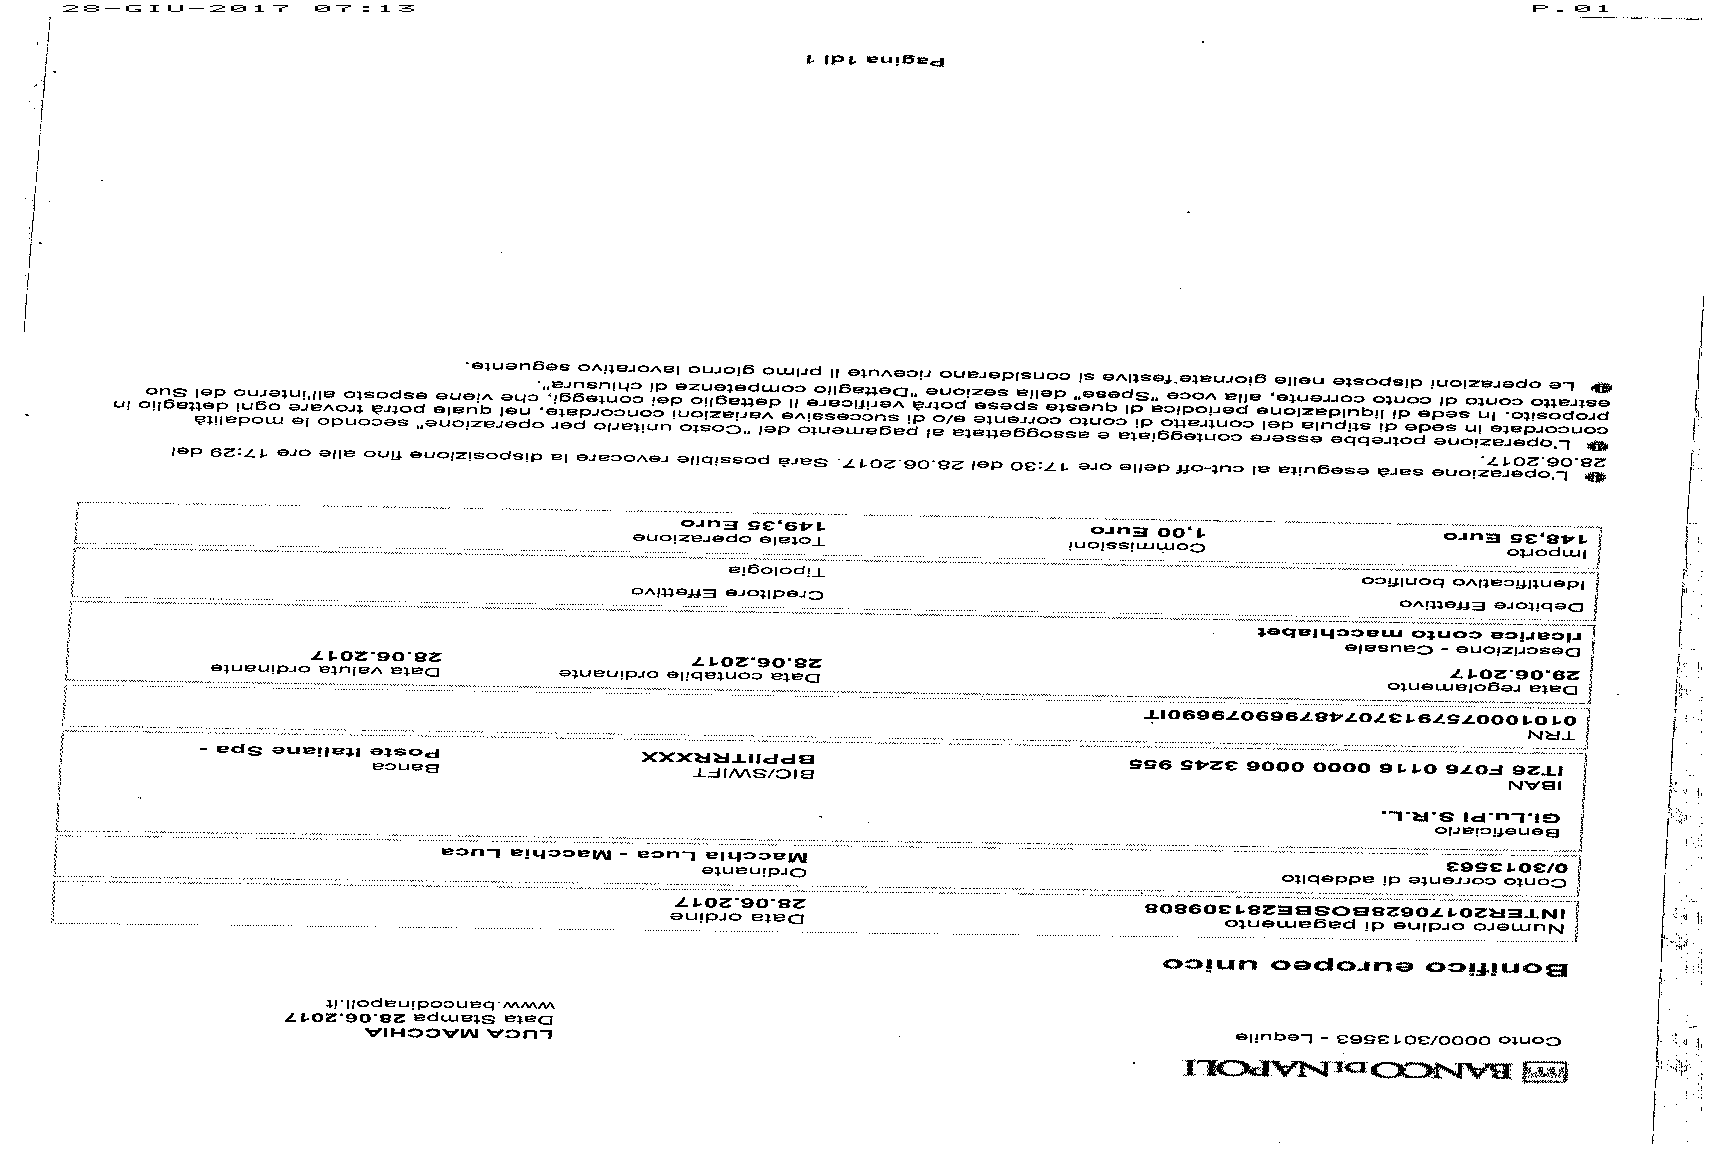 28-GIU-2017 07:13 P.01
BANCO DI NAPOLI
Conto 0000/3013563 - Lequile
LUCA MACCHIA
Data Stampa 28.06.2017
www.bancodinapoli.it
Bonifico europeo unico
Numero ordine di pagamento Data ordine
INTER20170628BOSBE281309808 28.06.2017
Conto corrente di addebito Ordinante
0/3013563 Macchia Luca - Macchia Luca
Beneficiario
Gi.Lu.Pi S.R.L.
IBAN BIC/SWIFT Banca
IT26 F076 0116 0000 0006 3245 955 BPPIITRRXXX Poste Italiane Spa -
TRN
0101000757913707487969079690IT
Data regolamento Data contabile ordinante Data valuta ordinante
29.06.2017 28.06.2017 28.06.2017
Descrizione - Causale
ricarica conto macchiabet
Debitore Effettivo Creditore Effettivo
Identificativo bonifico Tipologia
Importo Commissioni Totale operazione
148,35 Euro 1,00 Euro 149,35 Euro
L'operazione sarà eseguita al cut-off delle ore 17:30 del 28.06.2017. Sarà possibile revocare la disposizione fino alle ore 17:29 del
28.06.2017.
L'operazione potrebbe essere conteggiata e assoggettata al pagamento del "Costo unitario per operazione" secondo le modalità
concordate in sede di stipula del contratto di conto corrente e/o di successive variazioni concordate, nel quale potrà trovare ogni dettaglio in
proposito. In sede di liquidazione periodica di queste spese potrà verificare il dettaglio dei conteggi, che viene esposto all'interno del Suo
estratto conto di conto corrente, alla voce "Spese" della sezione "Dettaglio competenze di chiusura".
Le operazioni disposte nelle giornate festive si considerano ricevute il primo giorno lavorativo seguente.
Pagina 1di 1